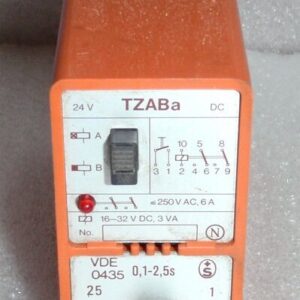 24 V TZABa DC
A
10 5 8
B
3 1 2 4 6 7 9
≤250V AC, 6 A
16–32 V DC, 3 VA
No. N
VDE
0435 0,1-2,5s S
25 1